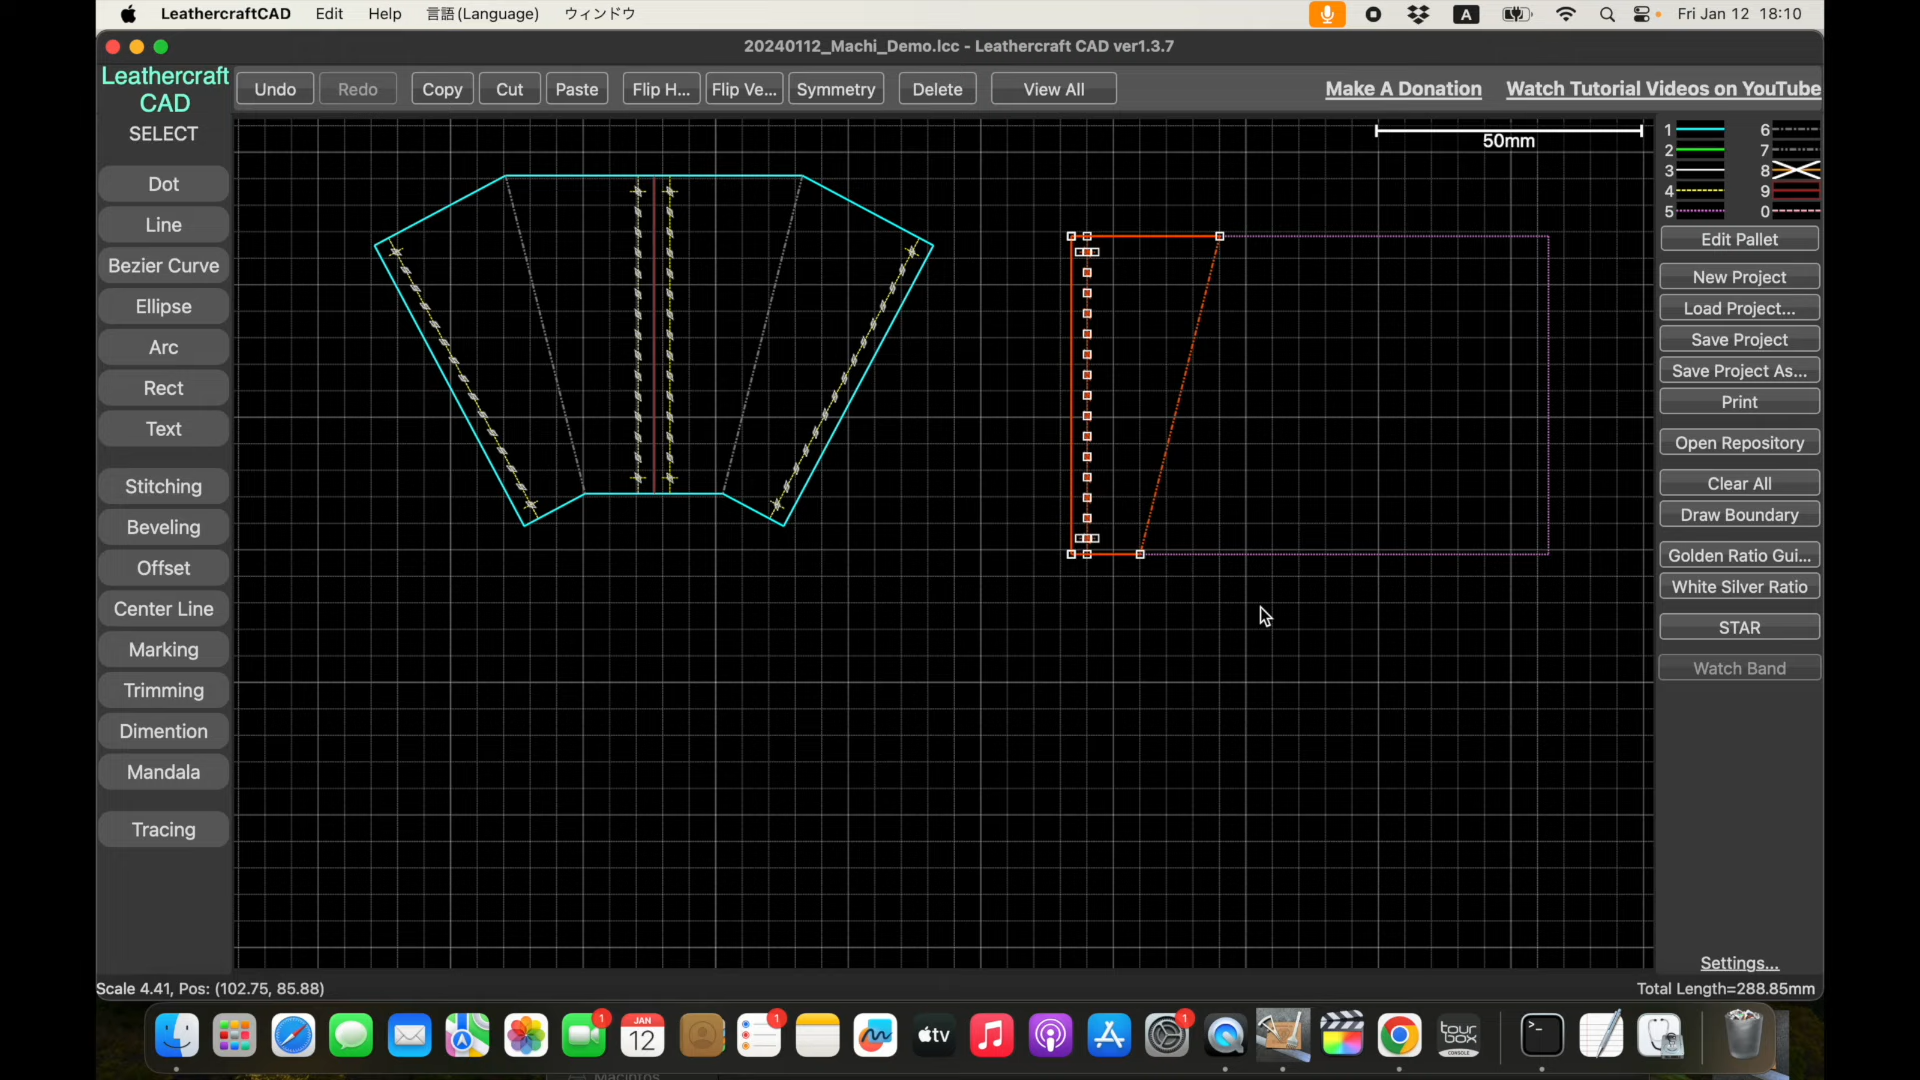 LeathercraftCAD Edit Help 言語(Language) ウィンドウ A Fri Jan 12 18:10
20240112_Machi_Demo.lcc - Leathercraft CAD ver1.3.7
Leathercraft
CAD
SELECT
Undo Redo Copy Cut Paste Flip H... Flip Ve... Symmetry Delete View All Make A Donation Watch Tutorial Videos on YouTube
Dot
Line
Bezier Curve
Ellipse
Arc
Rect
Text
Stitching
Beveling
Offset
Center Line
Marking
Trimming
Dimention
Mandala
Tracing
50mm
1 6
2 7
3 8
4 9
5 0
Edit Pallet
New Project
Load Project...
Save Project
Save Project As...
Print
Open Repository
Clear All
Draw Boundary
Golden Ratio Gui...
White Silver Ratio
STAR
Watch Band
Settings...
Scale 4.41, Pos: (102.75, 85.88) Total Length=288.85mm
1 JAN 12 1 tv 1 tour box CONSOLE